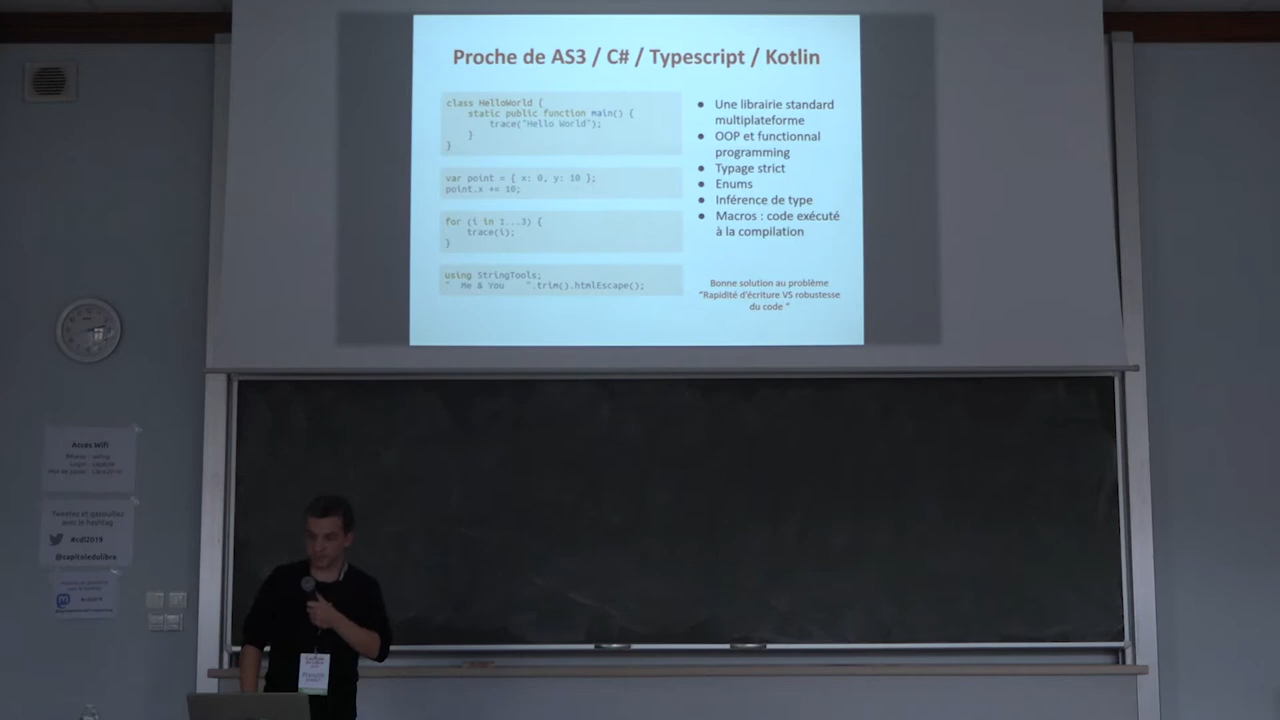 Proche de AS3 / C# / Typescript / Kotlin
class HelloWorld {
static public function main() {
trace("Hello World");
}
}
var point = { x: 0, y: 10 };
point.x += 10;
for (i in 1...3) {
trace(i);
}
using StringTools;
" Me & You ".trim().htmlEscape();
● Une librairie standard
multiplateforme
● OOP et functionnal
programming
● Typage strict
● Enums
● Inférence de type
● Macros : code exécuté
à la compilation
Bonne solution au problème
"Rapidité d'écriture VS robustesse
du code "
Accès Wifi
Tweetez et gazouillez
avec le hashtag
#cdl2019
@capitoledulibre